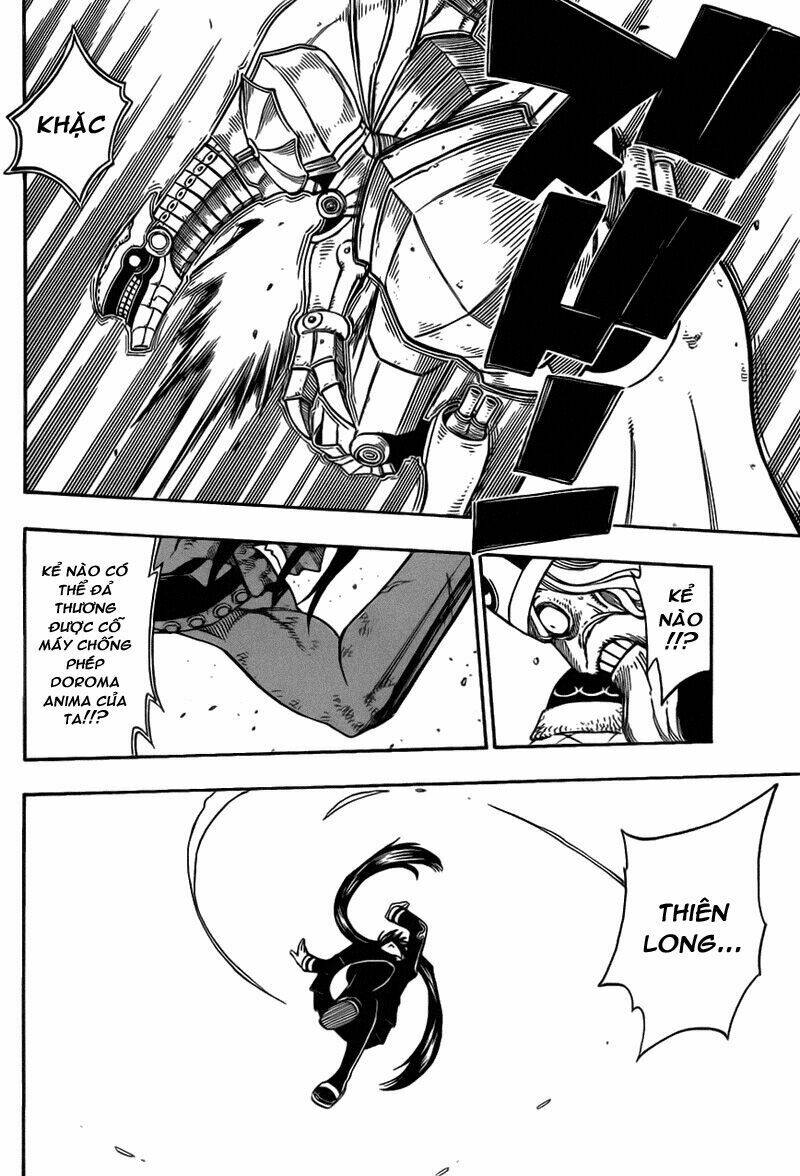 KHẶC
KẺ
NÀO
!!?
KẺ NÀO CÓ
THỂ ĐẢ
THƯƠNG
ĐƯỢC CỖ
MÁY CHỐNG
PHÉP
DOROMA
ANIMA CỦA
TA!!?
THIÊN
LONG...